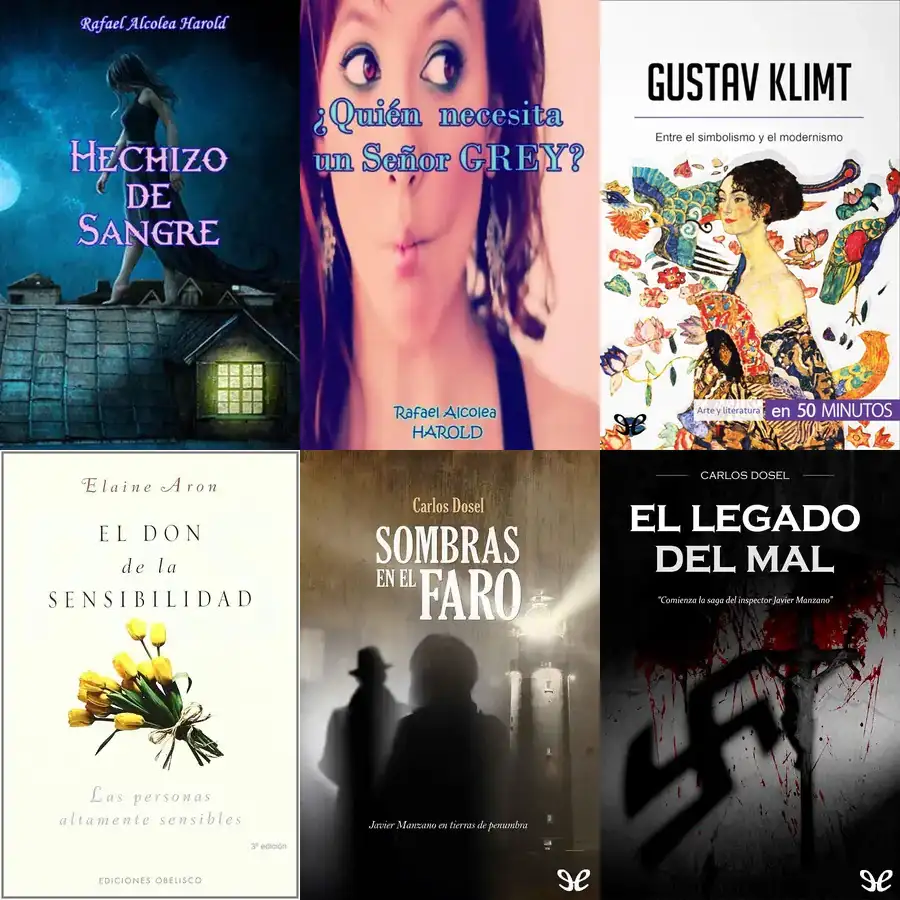 Rafael Alcolea Harold
HECHIZO
DE
SANGRE
¿Quién necesita
un Señor GREY?
Rafael Alcolea
HAROLD
GUSTAV KLIMT
Entre el simbolismo y el modernismo
Arte y literatura en 50 MINUTOS
Elaine Aron
EL DON
de la
SENSIBILIDAD
Las personas
altamente sensibles
3ª edición
EDICIONES OBELISCO
Carlos Dosel
SOMBRAS
EN EL FARO
Javier Manzano en tierras de penumbra
CARLOS DOSEL
EL LEGADO
DEL MAL
"Comienza la saga del inspector Javier Manzano"